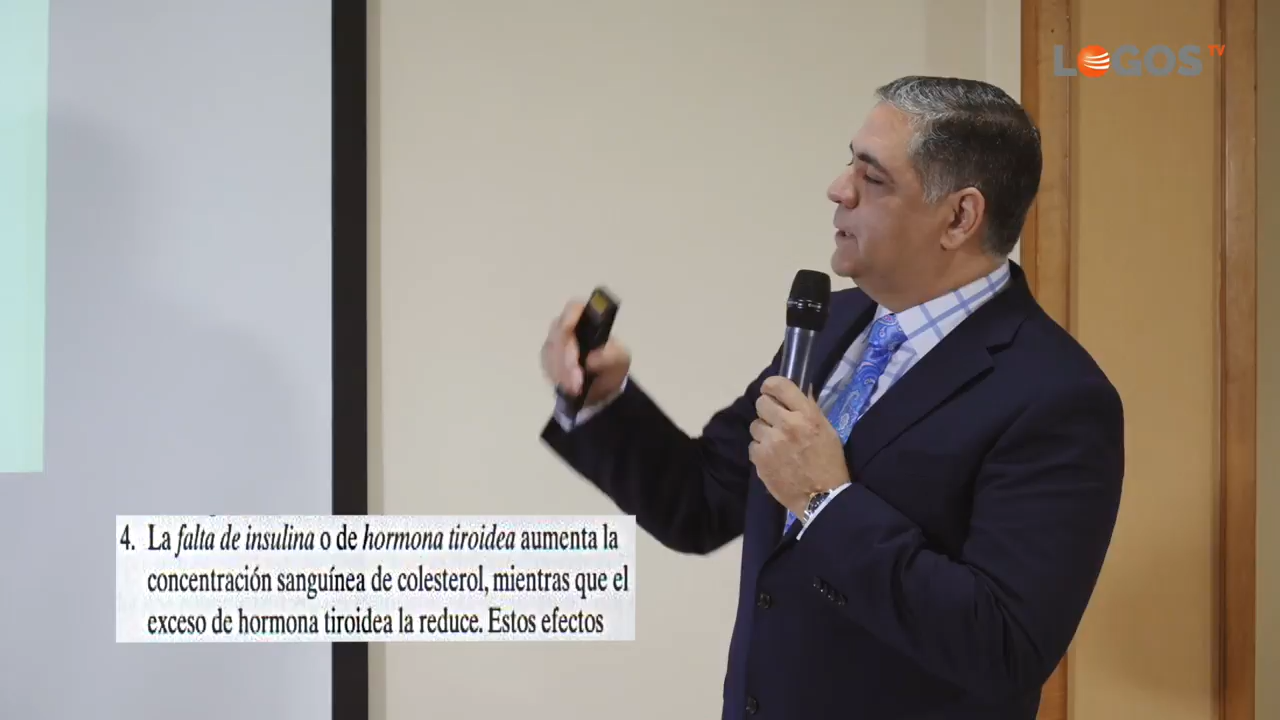 LOGOS TV
4. La falta de insulina o de hormona tiroidea aumenta la
concentración sanguínea de colesterol, mientras que el
exceso de hormona tiroidea la reduce. Estos efectos